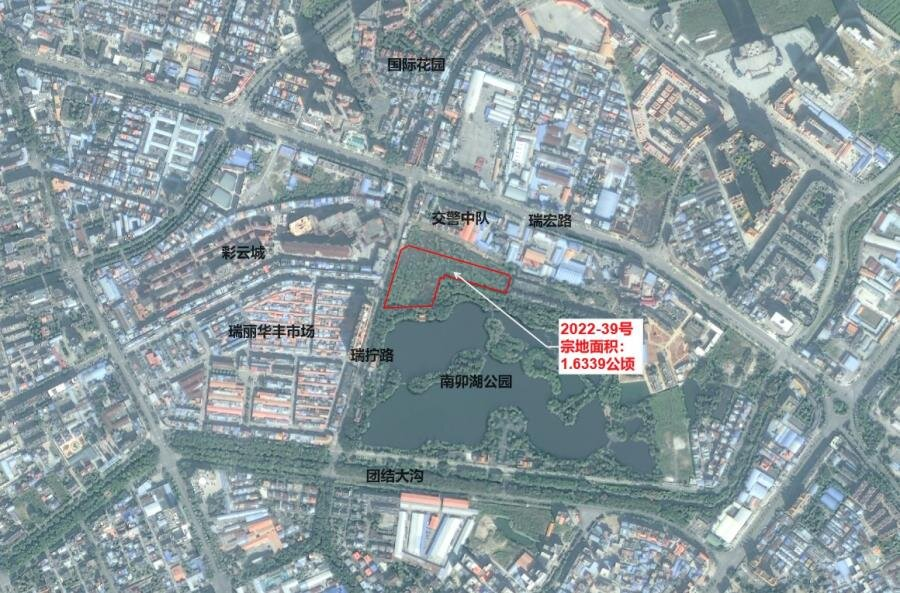 国际花园
交警中队
瑞宏路
彩云城
2022-39号
宗地面积：
1.6339公顷
瑞丽华丰市场
瑞拧路
南卯湖公园
团结大沟